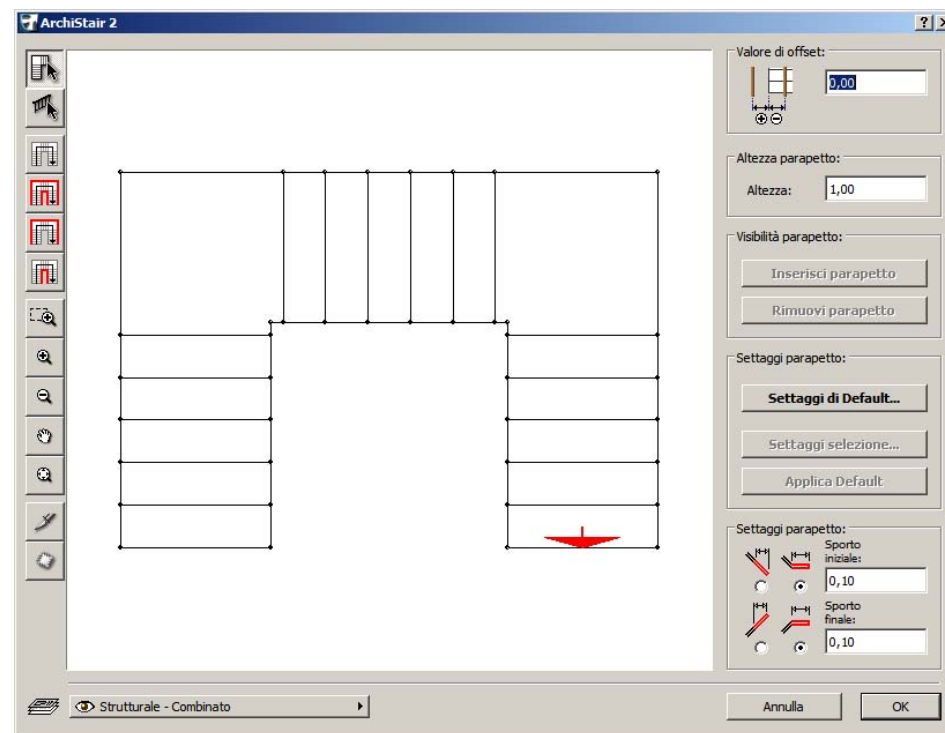 ArchiStair 2
Valore di offset:
0,00
Altezza parapetto:
Altezza: 1,00
Visibilità parapetto:
Inserisci parapetto
Rimuovi parapetto
Settaggi parapetto:
Settaggi di Default...
Settaggi selezione...
Applica Default
Settaggi parapetto:
Sporto
iniziale:
0,10
Sporto
finale:
0,10
Strutturale - Combinato
Annulla
OK